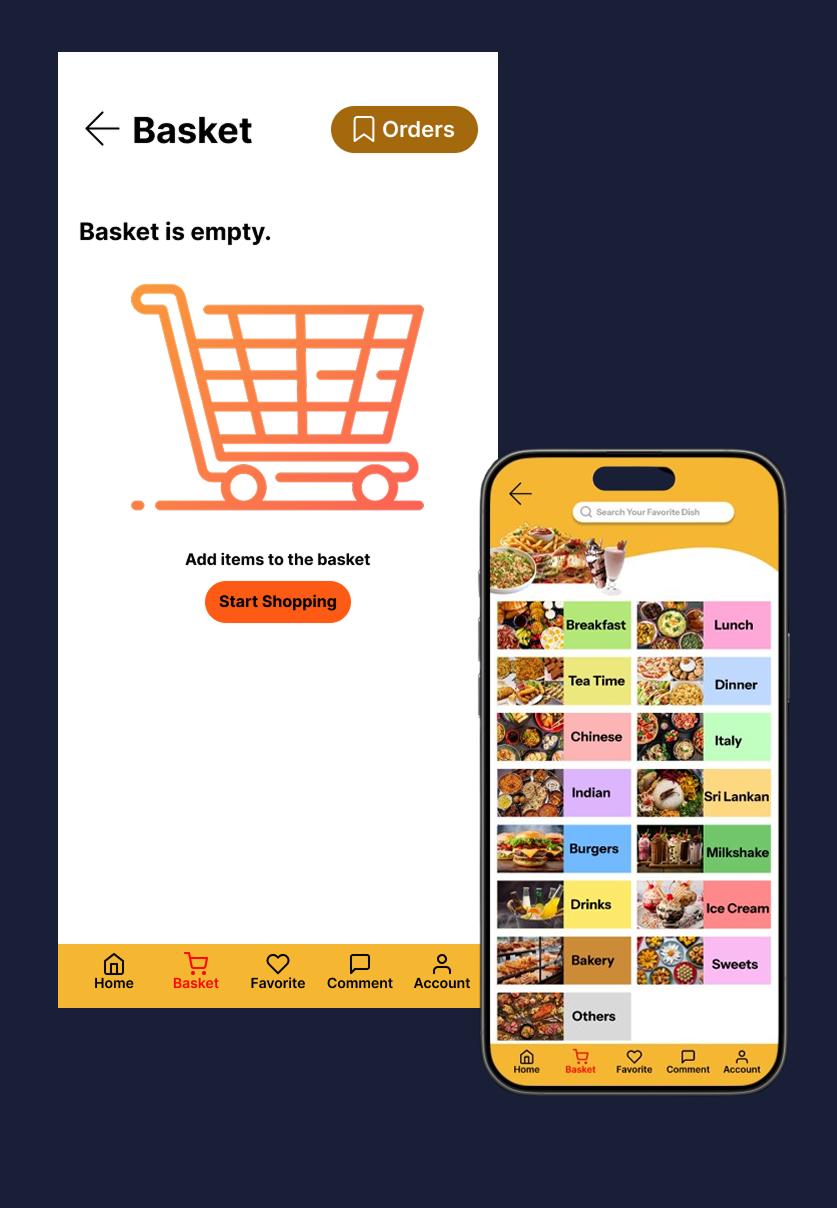 Basket
Orders
Basket is empty.
Add items to the basket
Start Shopping
Home Basket Favorite Comment Account
Search Your Favorite Dish
Breakfast Lunch
Tea Time Dinner
Chinese Italy
Indian Sri Lankan
Burgers Milkshake
Drinks Ice Cream
Bakery Sweets
Others
Home Basket Favorite Comment Account